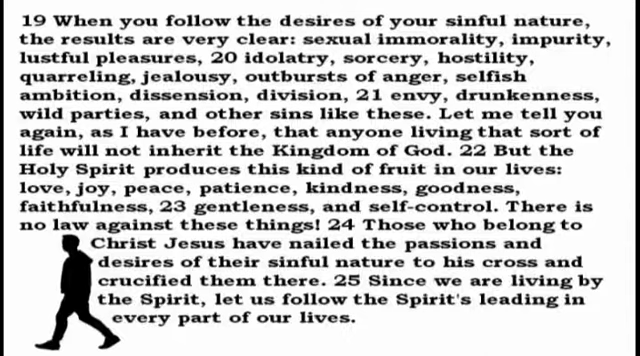 19 When you follow the desires of your sinful nature,
the results are very clear: sexual immorality, impurity,
lustful pleasures, 20 idolatry, sorcery, hostility,
quarreling, jealousy, outbursts of anger, selfish
ambition, dissension, division, 21 envy, drunkenness,
wild parties, and other sins like these. Let me tell you
again, as I have before, that anyone living that sort of
life will not inherit the Kingdom of God. 22 But the
Holy Spirit produces this kind of fruit in our lives:
love, joy, peace, patience, kindness, goodness,
faithfulness, 23 gentleness, and self-control. There is
no law against these things! 24 Those who belong to
Christ Jesus have nailed the passions and
desires of their sinful nature to his cross and
crucified them there. 25 Since we are living by
the Spirit, let us follow the Spirit's leading in
every part of our lives.